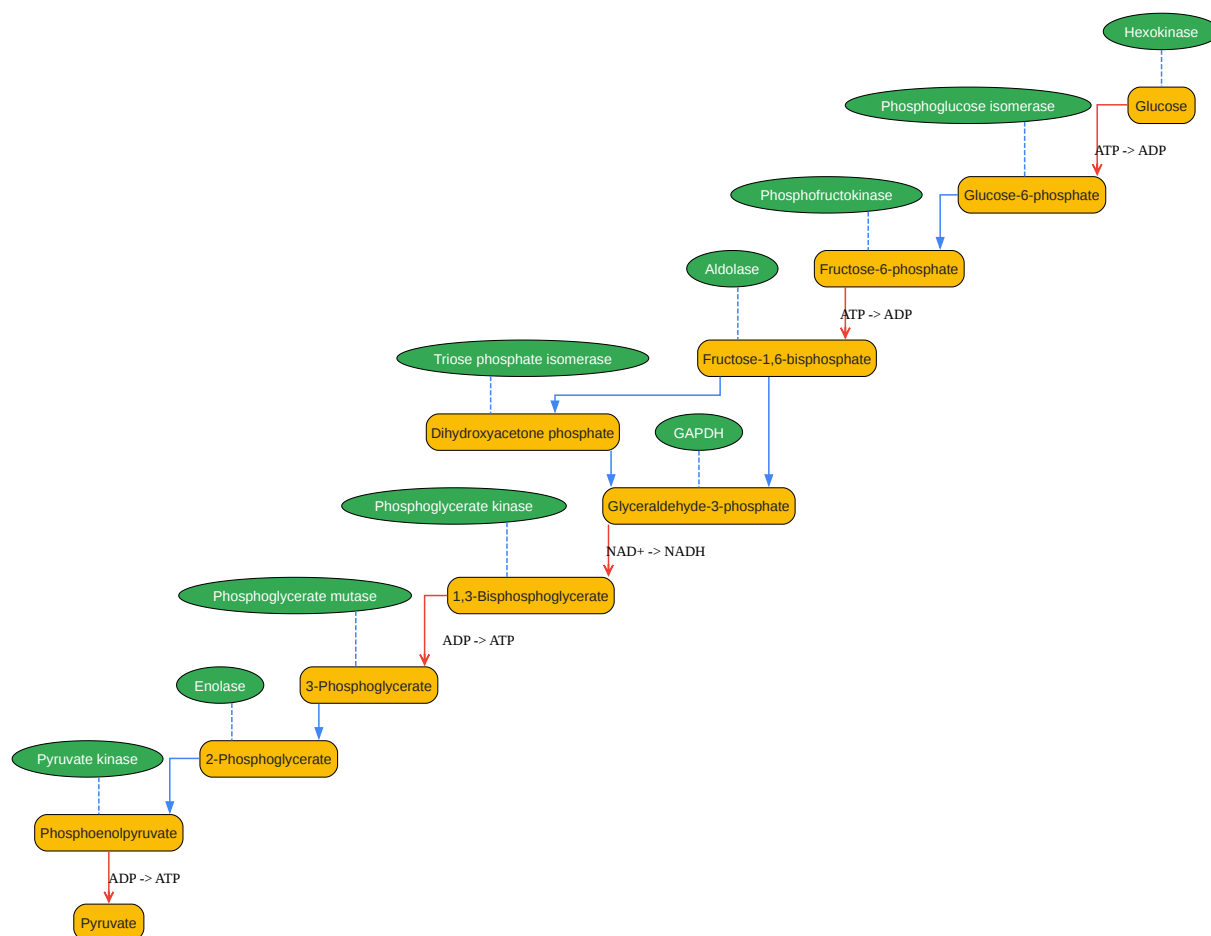 Hexokinase
Phosphoglucose isomerase
Glucose
ATP -> ADP
Phosphofructokinase
Glucose-6-phosphate
Aldolase
Fructose-6-phosphate
ATP -> ADP
Triose phosphate isomerase
Fructose-1,6-bisphosphate
Dihydroxyacetone phosphate
GAPDH
Phosphoglycerate kinase
Glyceraldehyde-3-phosphate
NAD+ -> NADH
Phosphoglycerate mutase
1,3-Bisphosphoglycerate
ADP -> ATP
Enolase
3-Phosphoglycerate
Pyruvate kinase
2-Phosphoglycerate
Phosphoenolpyruvate
ADP -> ATP
Pyruvate